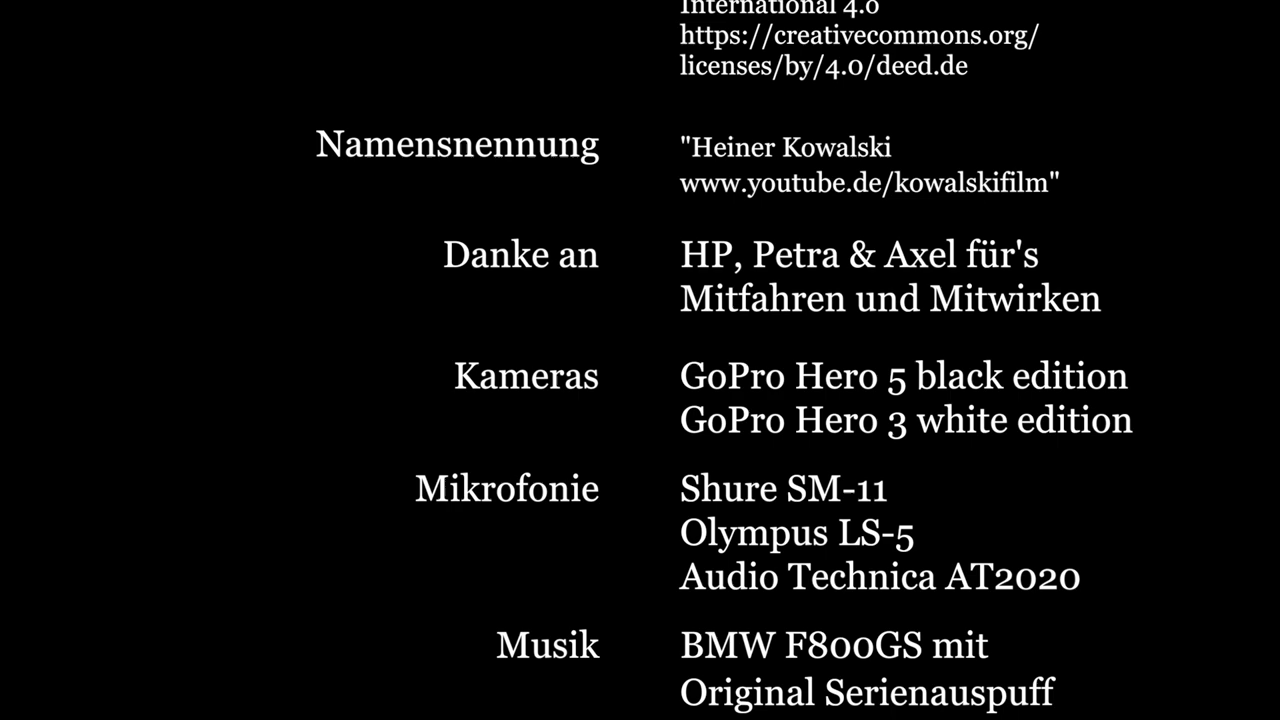 International 4.0
https://creativecommons.org/
licenses/by/4.0/deed.de
Namensnennung "Heiner Kowalski
www.youtube.de/kowalskifilm"
Danke an HP, Petra & Axel für's
Mitfahren und Mitwirken
Kameras GoPro Hero 5 black edition
GoPro Hero 3 white edition
Mikrofonie Shure SM-11
Olympus LS-5
Audio Technica AT2020
Musik BMW F800GS mit
Original Serienauspuff